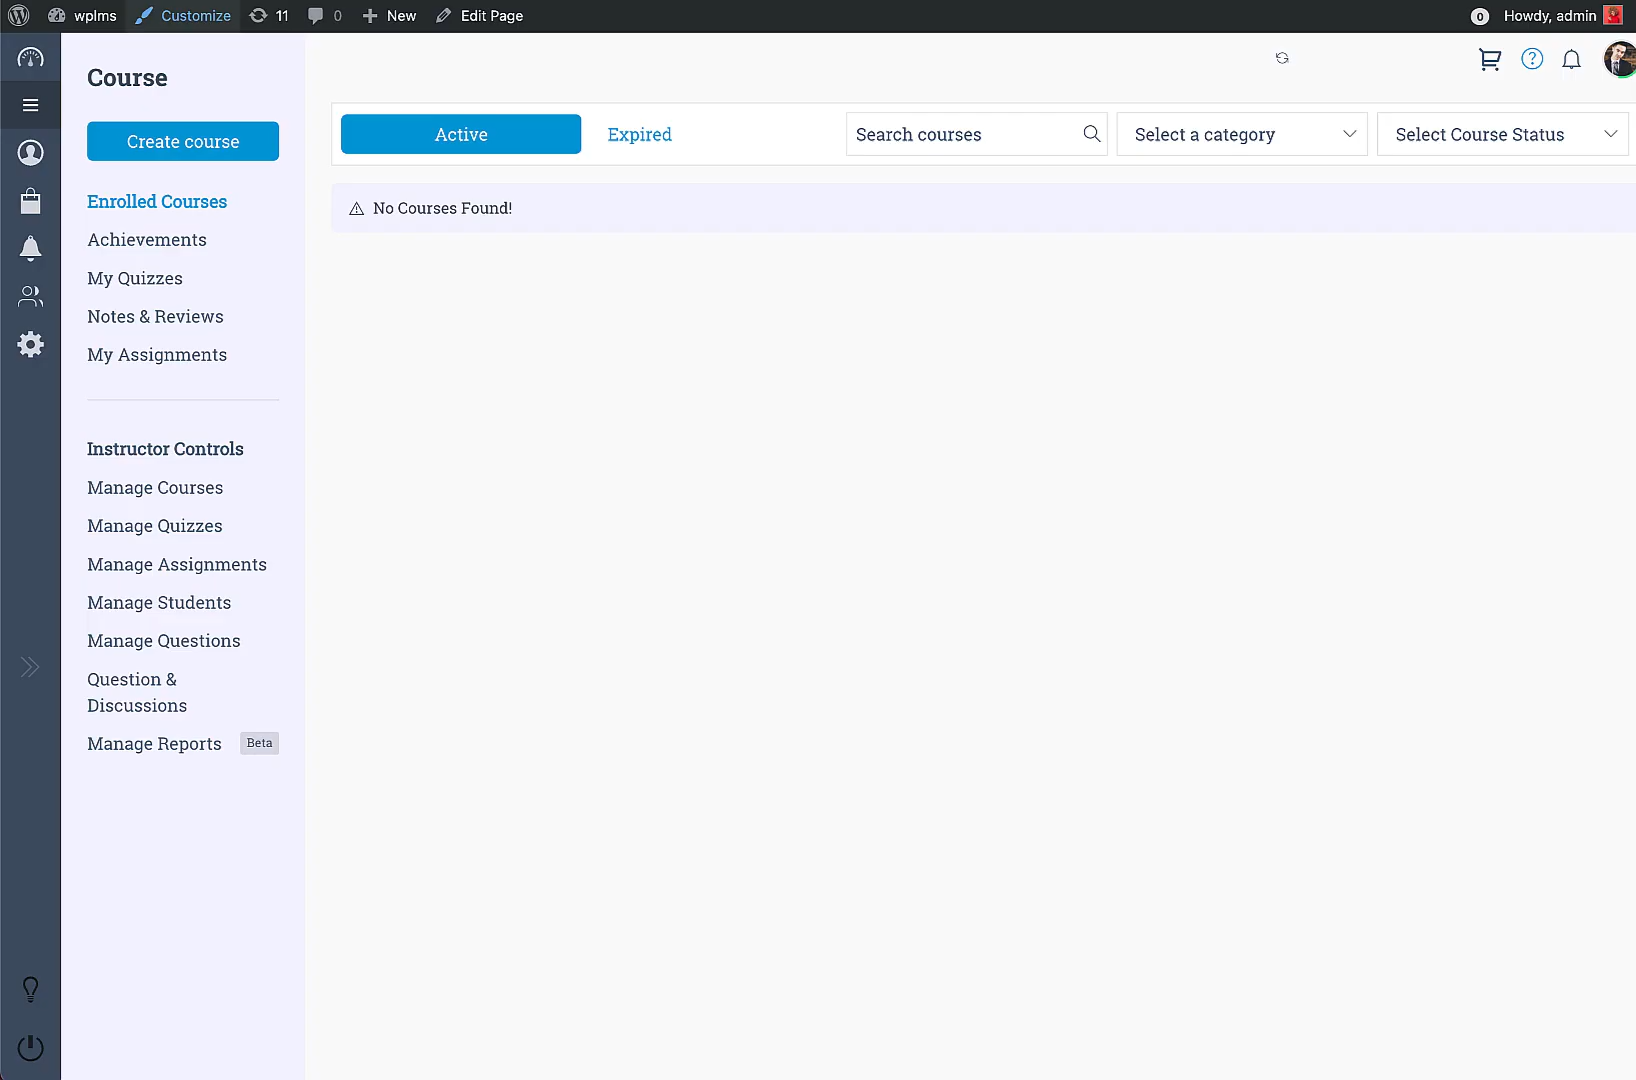 wplms Customize 11 0 New Edit Page 0 Howdy, admin
Course
Create course
Enrolled Courses
Achievements
My Quizzes
Notes & Reviews
My Assignments
Instructor Controls
Manage Courses
Manage Quizzes
Manage Assignments
Manage Students
Manage Questions
Question &
Discussions
Manage Reports Beta
Active Expired Search courses Select a category Select Course Status
No Courses Found!